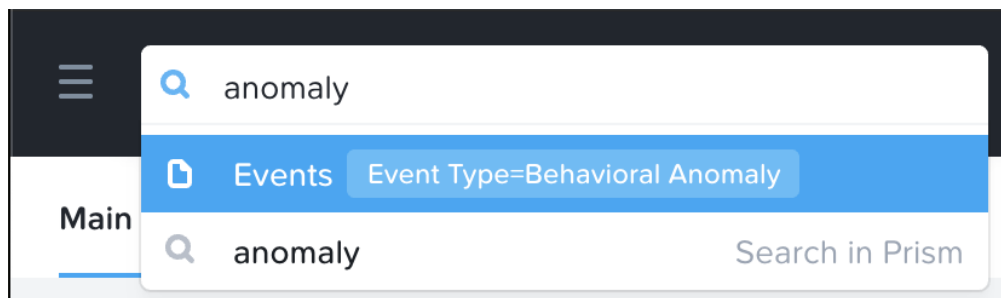 anomaly
Events Event Type=Behavioral Anomaly
Main
anomaly Search in Prism